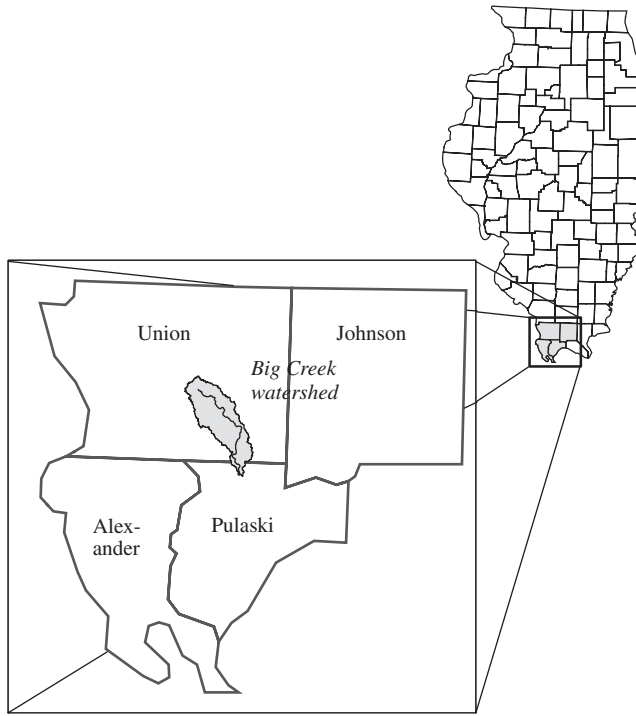 Union
Johnson
Big Creek
watershed
Alex-
ander
Pulaski